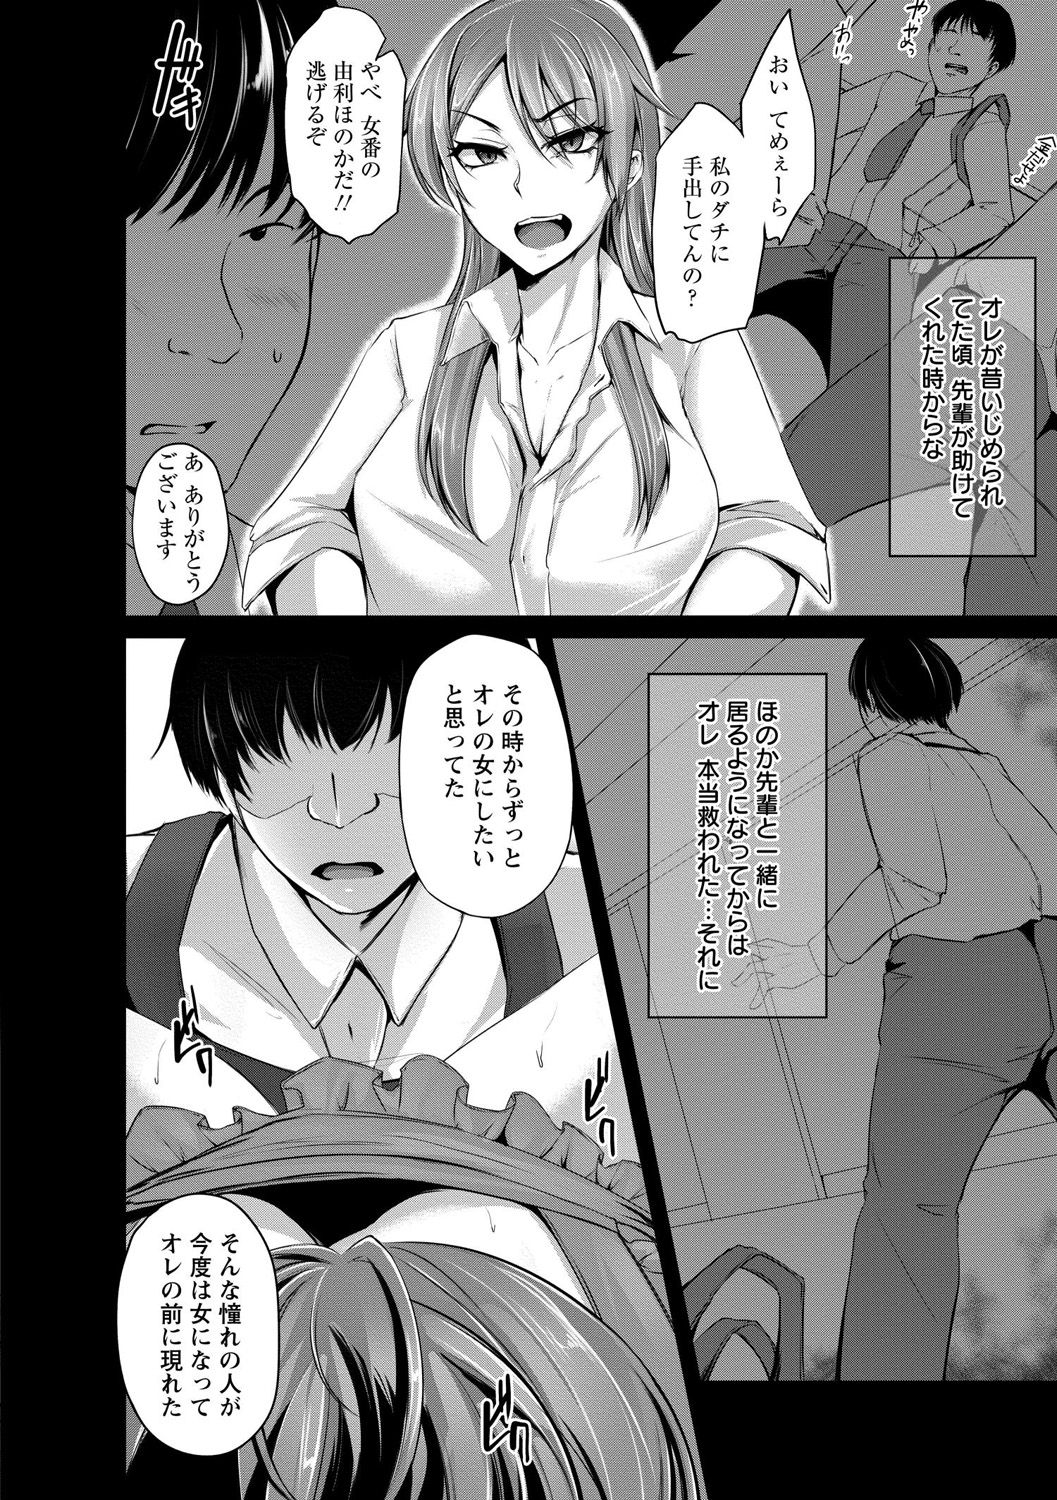 オレが昔いじめられ
てた頃 先輩が助けて
くれた時からな
や、やよっ
わ
おい てめぇーら
私のダチに
手出してんの?
やべ 女番の
由利ほのかだ!!
逃げるぞ
あ ありがとう
ございます
ほのか先輩と一緒に
居るようになってからは
オレ 本当救われた…それに
その時からずっと
オレの女にしたい
と思ってた
ビク
ビク
そんな憧れの人が
今度は女になって
オレの前に現れた
ビク